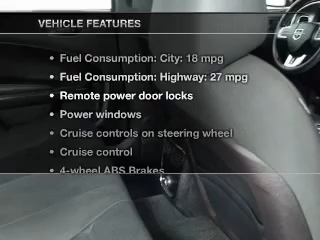 VEHICLE FEATURES
• Fuel Consumption: City: 18 mpg
• Fuel Consumption: Highway: 27 mpg
• Remote power door locks
• Power windows
• Cruise controls on steering wheel
• Cruise control
• 4-wheel ABS Brakes